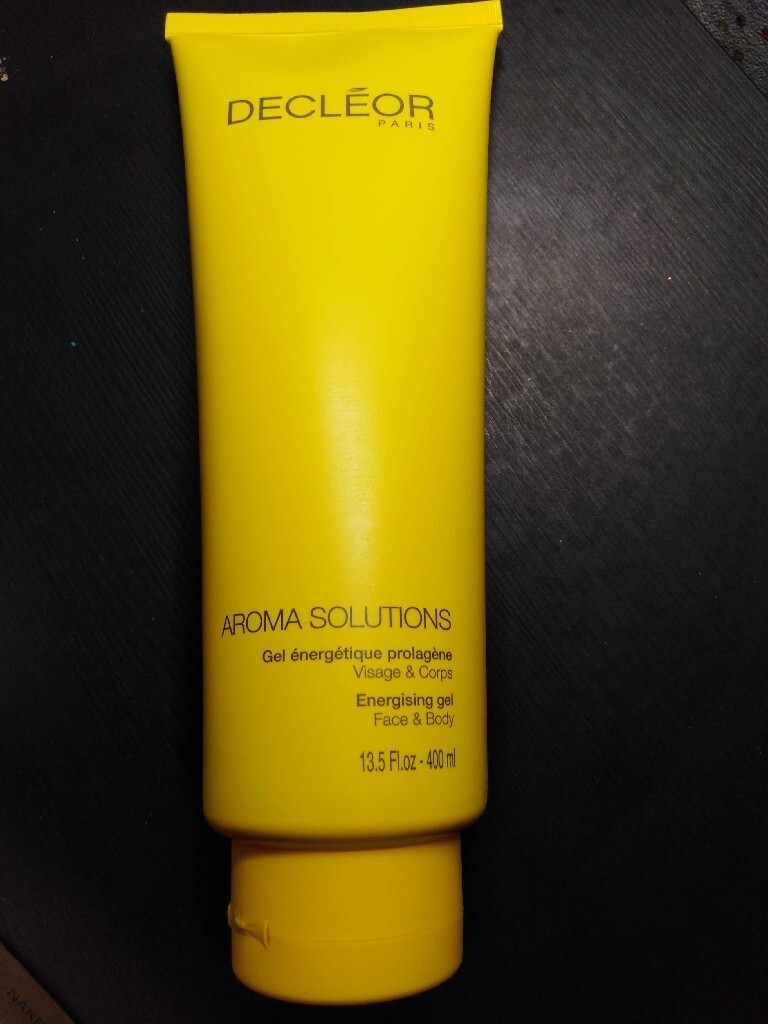 DECLÉOR
PARIS
AROMA SOLUTIONS
Gel énergétique prolagène
Visage & Corps
Energising gel
Face & Body
13.5 Fl.oz - 400 ml